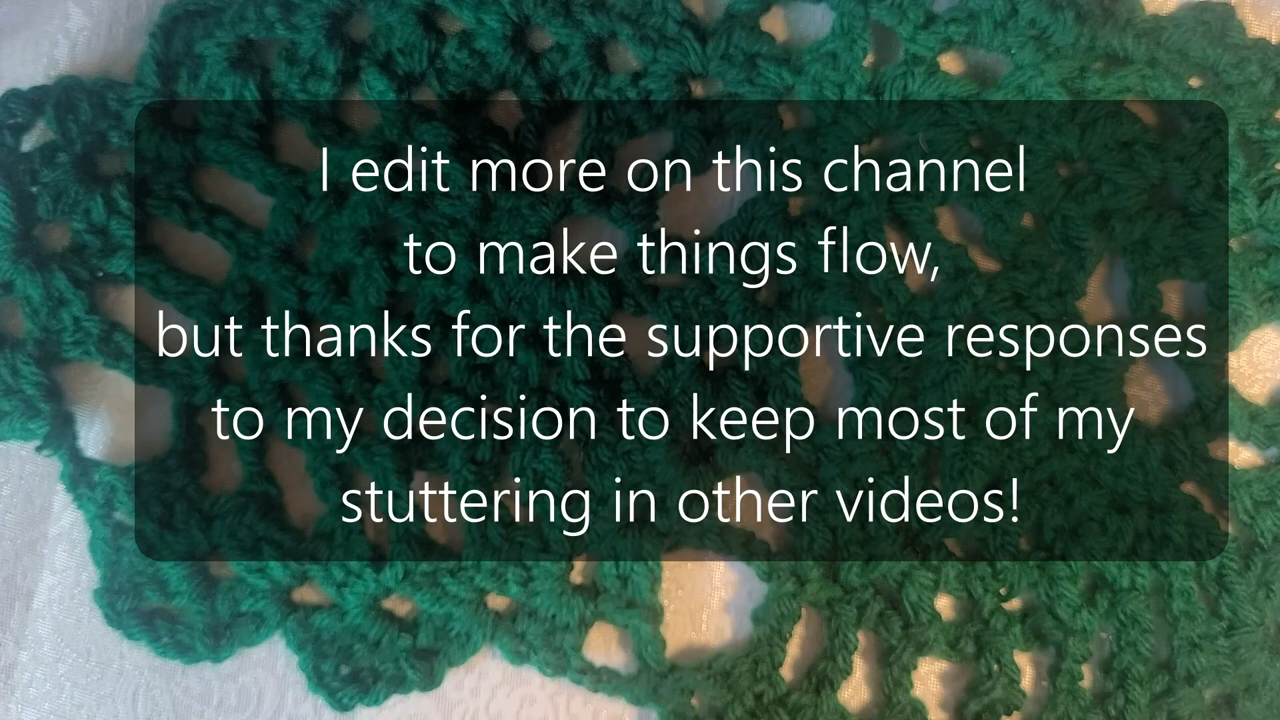 I edit more on this channel
to make things flow,
but thanks for the supportive responses
to my decision to keep most of my
stuttering in other videos!